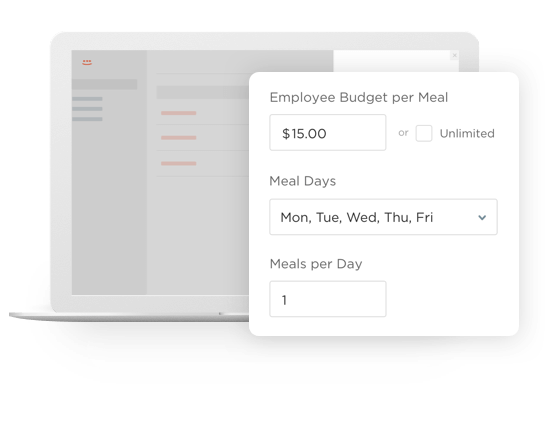 Employee Budget per Meal
$15.00 or Unlimited
Meal Days
Mon, Tue, Wed, Thu, Fri
Meals per Day
1